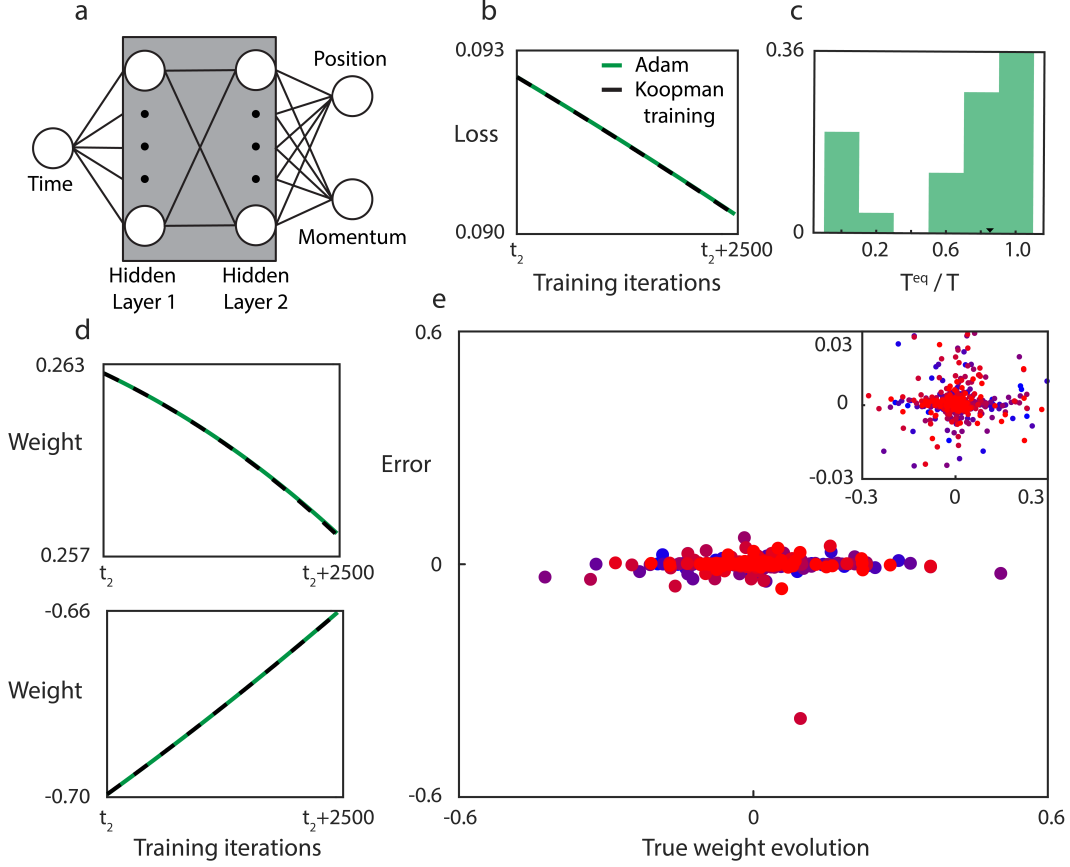 a
Time
Hidden
Layer 1
Hidden
Layer 2
Position
Momentum
b
0.093
Loss
0.090
Adam
Koopman
training
t2
t2+2500
Training iterations
c
0.36
0
0.2
0.6
1.0
Teq / T
d
0.263
Weight
0.257
t2
t2+2500
-0.66
Weight
-0.70
t2
t2+2500
Training iterations
e
0.6
Error
0
-0.6
-0.6
0
0.6
True weight evolution
0.03
0
-0.03
-0.3
0
0.3